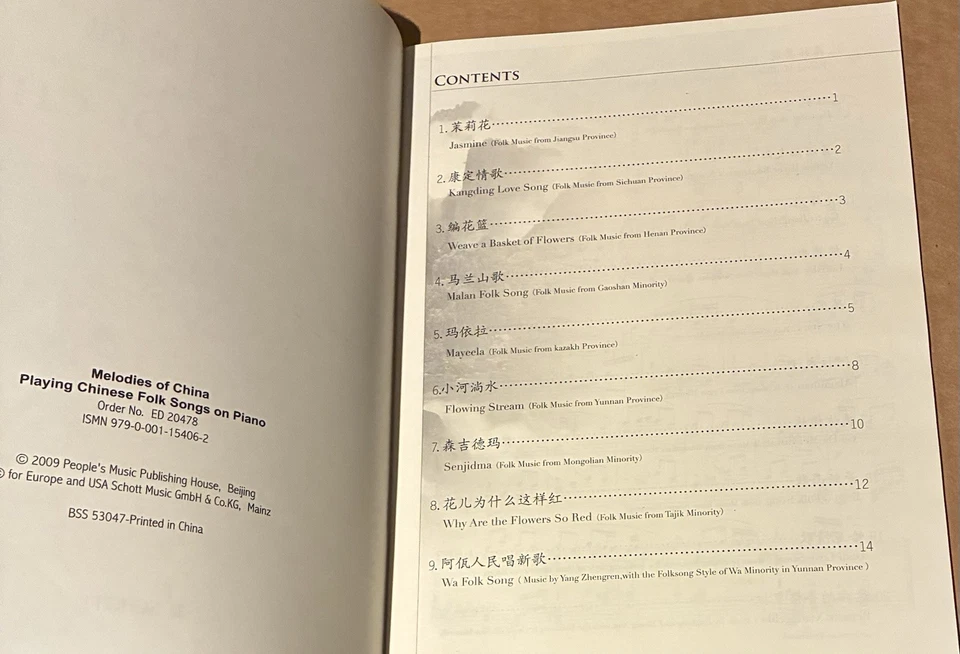 Melodies of China
Playing Chinese Folk Songs on Piano
Order No. ED 20478
ISMN 979-0-001-15406-2
© 2009 People's Music Publishing House, Beijing
© for Europe and USA Schott Music GmbH & Co.KG, Mainz
BSS 53047-Printed in China
CONTENTS
1. 茉莉花 1
Jasmine (Folk Music from Jiangsu Province)
2. 康定情歌 2
Kangding Love Song (Folk Music from Sichuan Province)
3. 编花篮 3
Weave a Basket of Flowers (Folk Music from Henan Province)
4. 马兰山歌 4
Malan Folk Song (Folk Music from Gaoshan Minority)
5. 玛依拉 5
Mayeela (Folk Music from kazakh Province)
6. 小河淌水 8
Flowing Stream (Folk Music from Yunnan Province)
7. 森吉德玛 10
Senjidma (Folk Music from Mongolian Minority)
8. 花儿为什么这样红 12
Why Are the Flowers So Red (Folk Music from Tajik Minority)
9. 阿佤人民唱新歌 14
Wa Folk Song ( Music by Yang Zhengren,with the Folksong Style of Wa Minority in Yunnan Province )